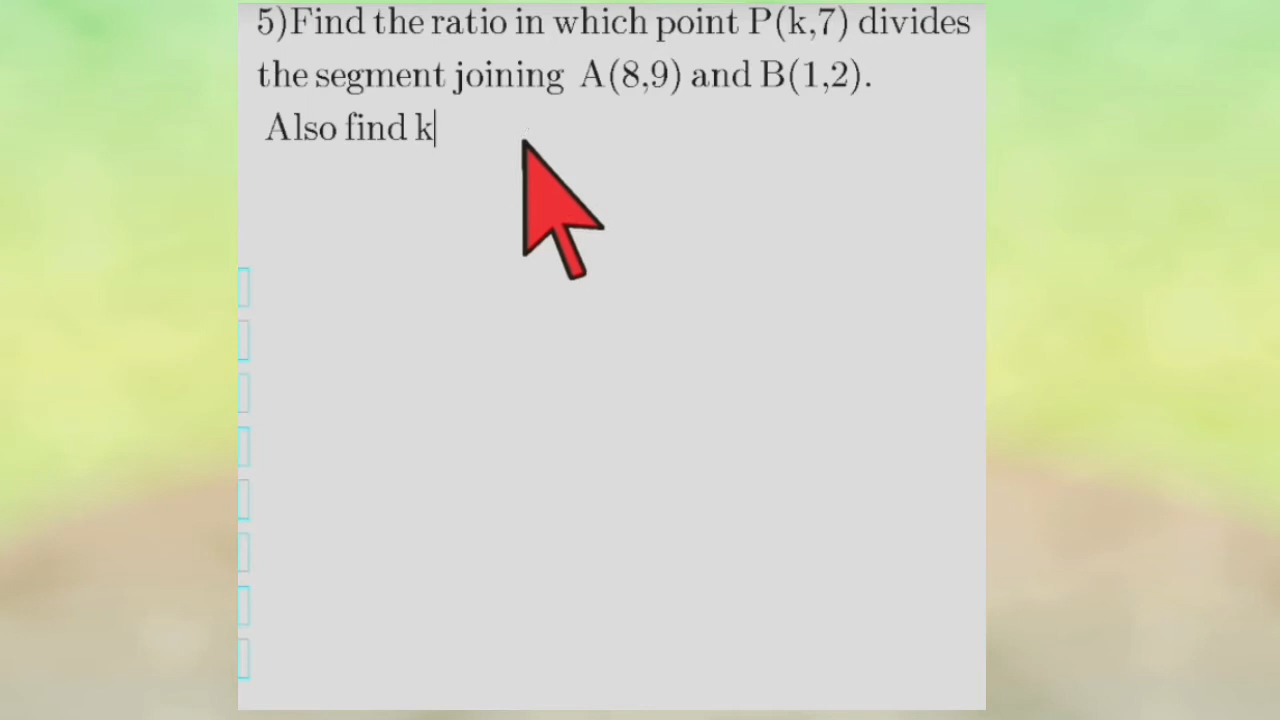 5)Find the ratio in which point P(k,7) divides
the segment joining A(8,9) and B(1,2).
Also find k